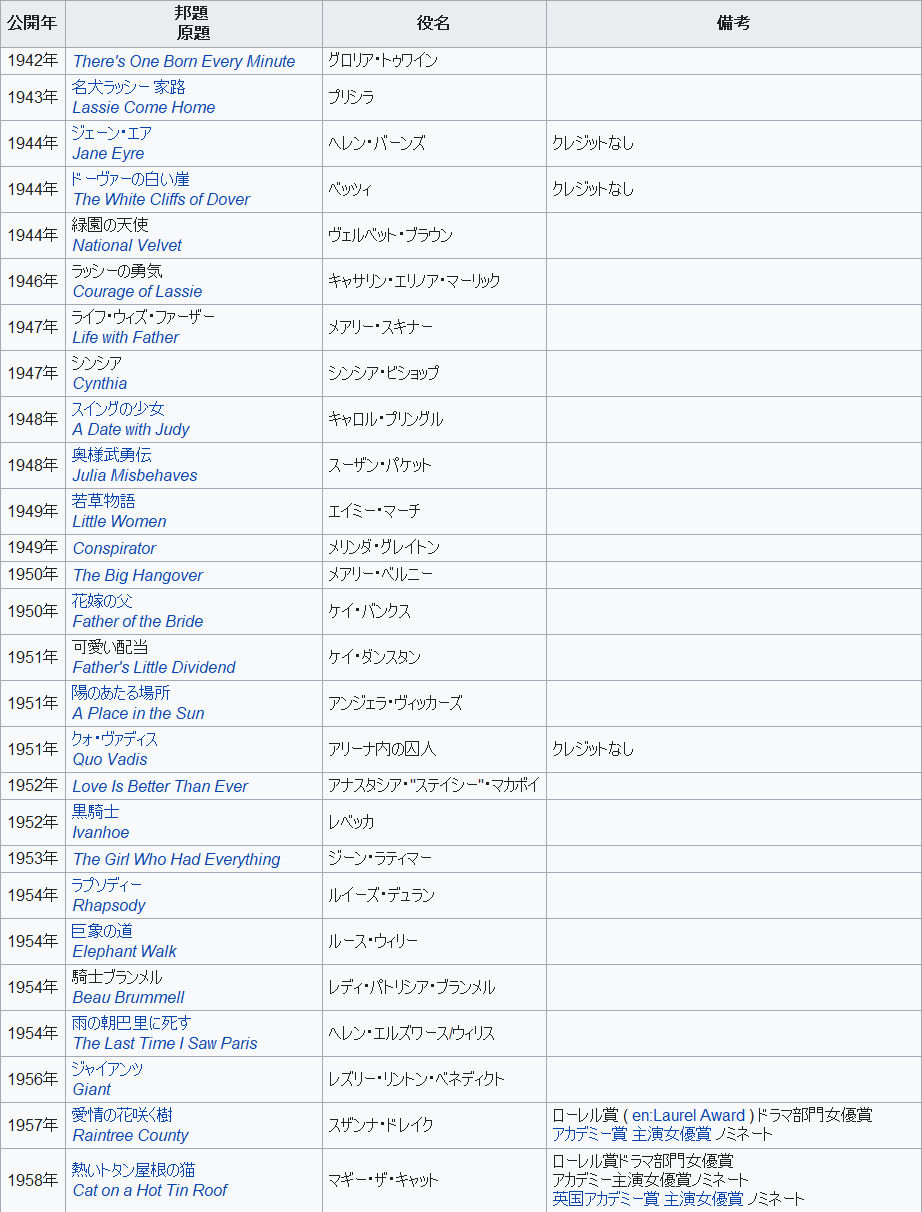 公開年 邦題 役名 備考
原題
1942年 There's One Born Every Minute グロリア・トゥワイン
1943年 名犬ラッシー 家路 プリシラ
Lassie Come Home
1944年 ジェーン・エア ヘレン・バーンズ クレジットなし
Jane Eyre
1944年 ドーヴァーの白い崖 ベッツィ クレジットなし
The White Cliffs of Dover
1944年 緑園の天使 ヴェルベット・ブラウン
National Velvet
1946年 ラッシーの勇気 キャサリン・エリノア・マーリック
Courage of Lassie
1947年 ライフ・ウィズ・ファーザー メアリー・スキナー
Life with Father
1947年 シンシア シンシア・ビショップ
Cynthia
1948年 スイングの少女 キャロル・プリングル
A Date with Judy
1948年 奥様武勇伝 スーザン・パケット
Julia Misbehaves
1949年 若草物語 エイミー・マーチ
Little Women
1949年 Conspirator メリンダ・グレイトン
1950年 The Big Hangover メアリー・ベルニー
1950年 花嫁の父 ケイ・バンクス
Father of the Bride
1951年 可愛い配当 ケイ・ダンスタン
Father's Little Dividend
1951年 陽のあたる場所 アンジェラ・ヴィッカーズ
A Place in the Sun
1951年 クォ・ヴァディス アリーナ内の囚人 クレジットなし
Quo Vadis
1952年 Love Is Better Than Ever アナスタシア・"ステイシー"・マカボイ
1952年 黒騎士 レベッカ
Ivanhoe
1953年 The Girl Who Had Everything ジーン・ラティマー
1954年 ラプソディー ルイーズ・デュラン
Rhapsody
1954年 巨象の道 ルース・ウィリー
Elephant Walk
1954年 騎士ブランメル レディ・パトリシア・ブランメル
Beau Brummell
1954年 雨の朝巴里に死す ヘレン・エルズワース/ウィリス
The Last Time I Saw Paris
1956年 ジャイアンツ レズリー・リントン・ベネディクト
Giant
1957年 愛情の花咲く樹 スザンナ・ドレイク ローレル賞 ( en:Laurel Award )ドラマ部門女優賞
Raintree County アカデミー賞 主演女優賞 ノミネート
1958年 熱いトタン屋根の猫 マギー・ザ・キャット ローレル賞ドラマ部門女優賞
Cat on a Hot Tin Roof アカデミー主演女優賞ノミネート
英国アカデミー賞 主演女優賞 ノミネート